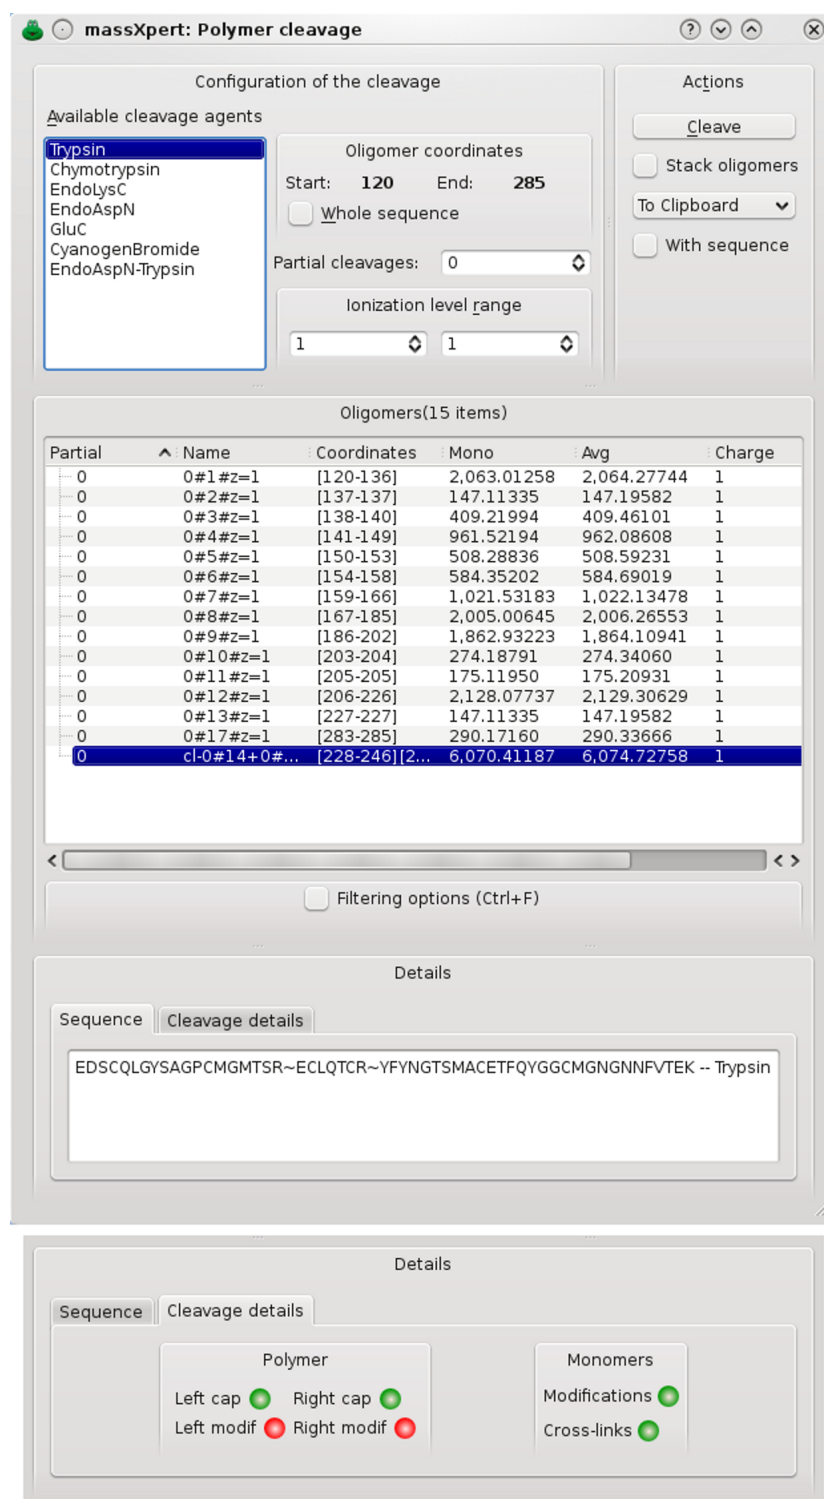 massXpert: Polymer cleavage
Configuration of the cleavage
Available cleavage agents
Trypsin
Chymotrypsin
EndoLysC
EndoAspN
GluC
CyanogenBromide
EndoAspN-Trypsin
Oligomer coordinates
Start: 120 End: 285
Whole sequence
Partial cleavages: 0
Ionization level range
1 1
Actions
Cleave
Stack oligomers
To Clipboard
With sequence
Oligomers(15 items)
Partial Name Coordinates Mono Avg Charge
0 0#1#z=1 [120-136] 2,063.01258 2,064.27744 1
0 0#2#z=1 [137-137] 147.11335 147.19582 1
0 0#3#z=1 [138-140] 409.21994 409.46101 1
0 0#4#z=1 [141-149] 961.52194 962.08608 1
0 0#5#z=1 [150-153] 508.28836 508.59231 1
0 0#6#z=1 [154-158] 584.35202 584.69019 1
0 0#7#z=1 [159-166] 1,021.53183 1,022.13478 1
0 0#8#z=1 [167-185] 2,005.00645 2,006.26553 1
0 0#9#z=1 [186-202] 1,862.93223 1,864.10941 1
0 0#10#z=1 [203-204] 274.18791 274.34060 1
0 0#11#z=1 [205-205] 175.11950 175.20931 1
0 0#12#z=1 [206-226] 2,128.07737 2,129.30629 1
0 0#13#z=1 [227-227] 147.11335 147.19582 1
0 0#17#z=1 [283-285] 290.17160 290.33666 1
0 cl-0#14+0#... [228-246][2... 6,070.41187 6,074.72758 1
Filtering options (Ctrl+F)
Details
Sequence Cleavage details
EDSCQLGYSAGPCMGMTSR~ECLQTCR~YFYNGTSMACETFQYGGCMGNGNNFVTEK -- Trypsin
Details
Sequence Cleavage details
Polymer
Left cap Right cap
Left modif Right modif
Monomers
Modifications
Cross-links